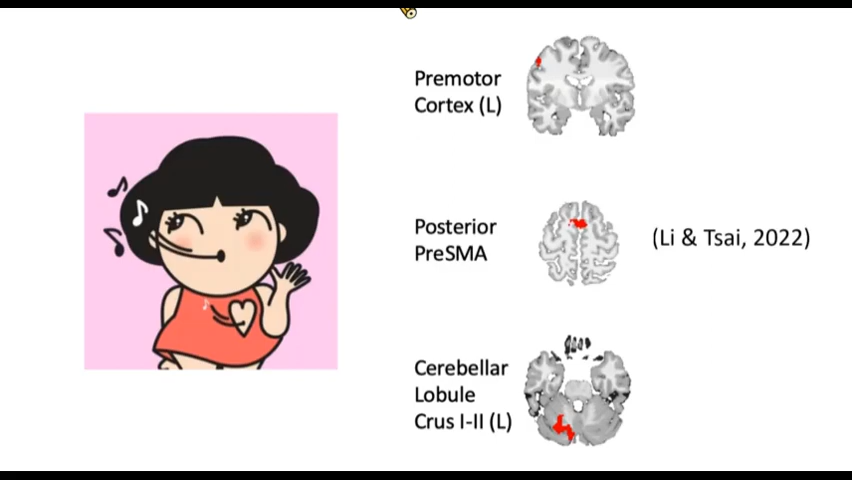 Premotor
Cortex (L)
Posterior
PreSMA
(Li & Tsai, 2022)
Cerebellar
Lobule
Crus I-II (L)